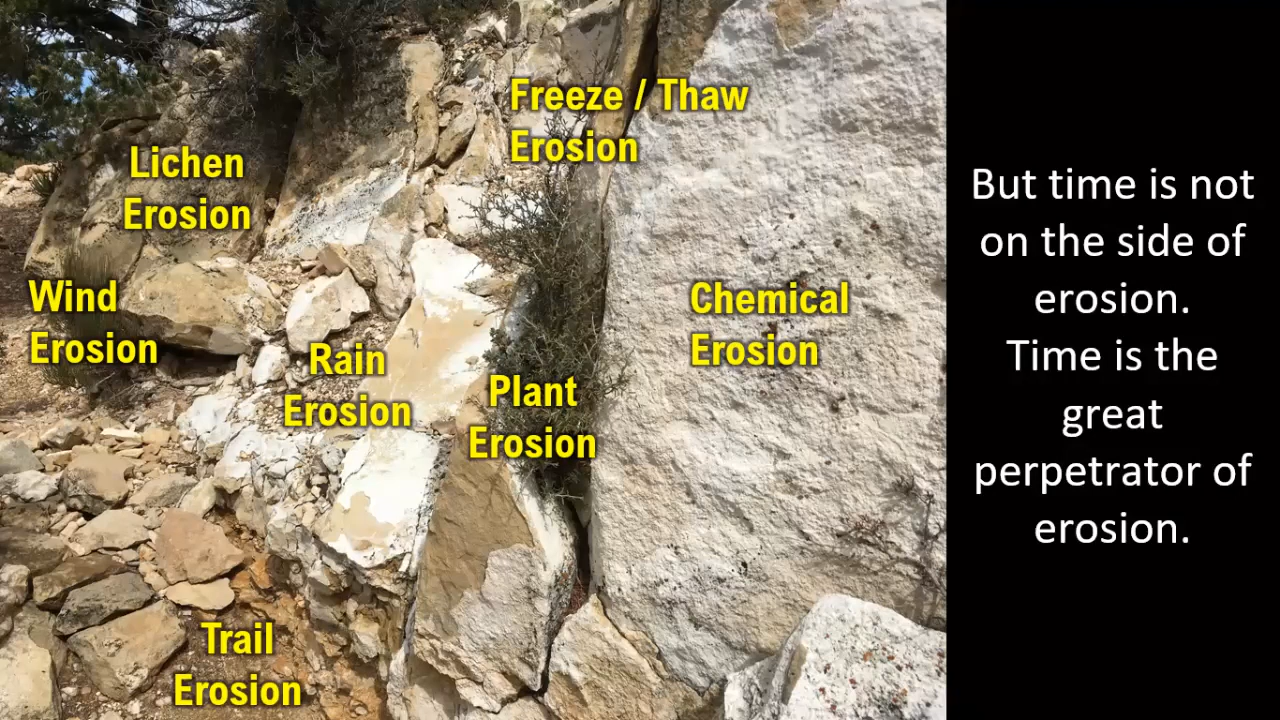 Freeze / Thaw
Erosion
Lichen
Erosion
Wind
Erosion
Rain
Erosion
Plant
Erosion
Chemical
Erosion
Trail
Erosion
But time is not
on the side of
erosion.
Time is the
great
perpetrator of
erosion.